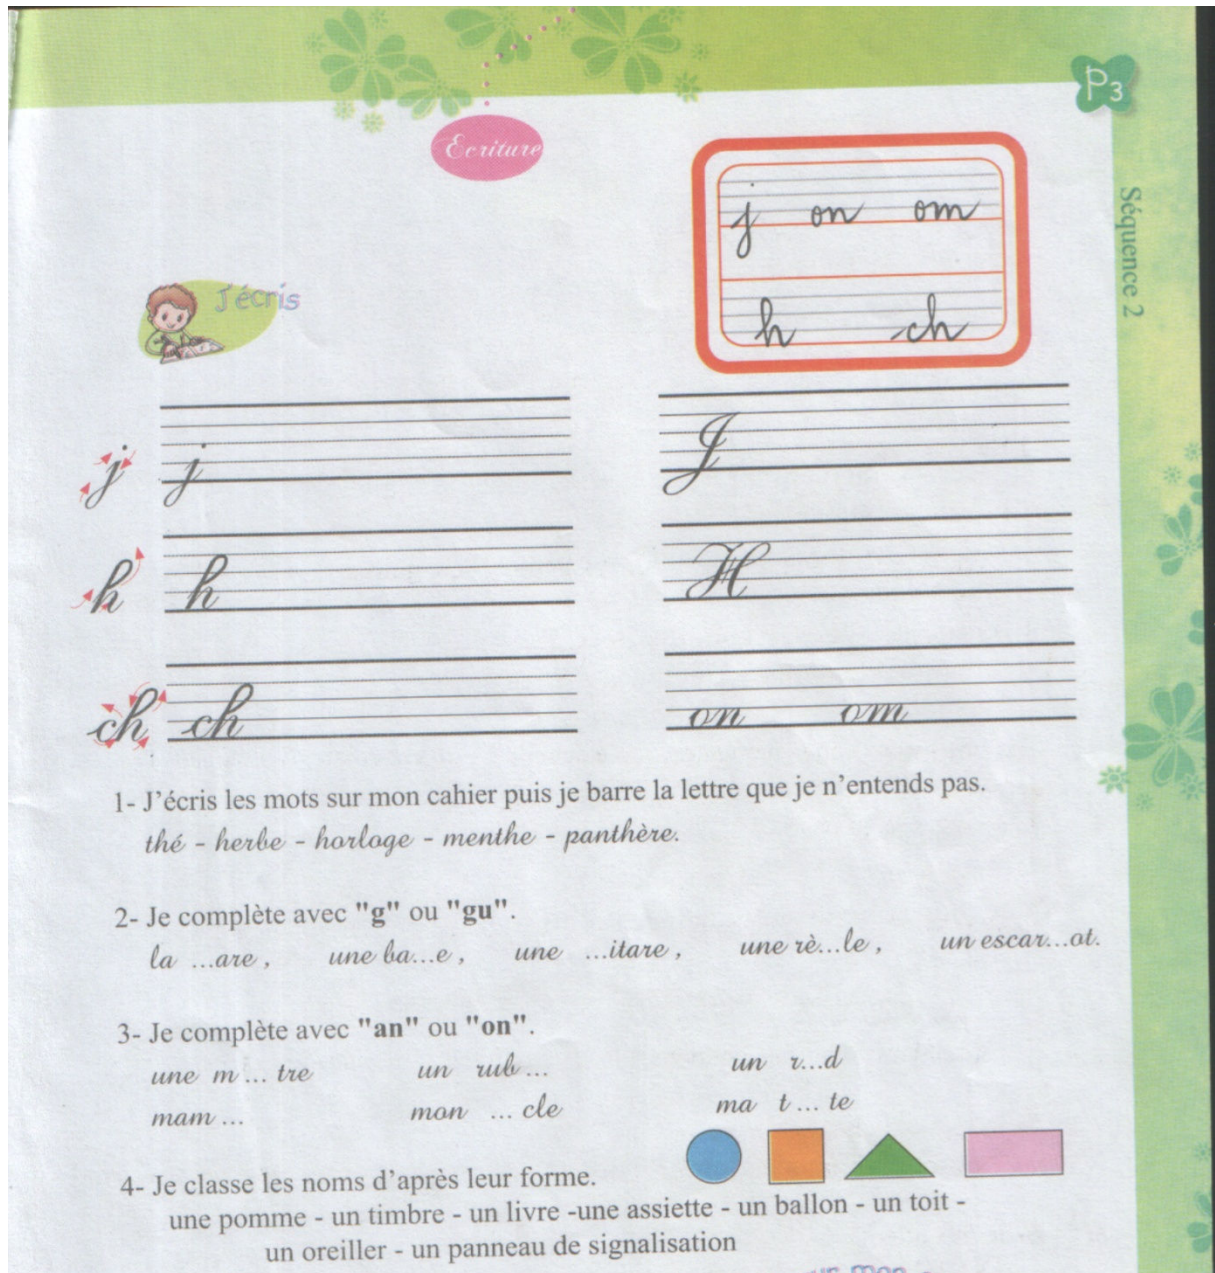 P3
Ecriture
Séquence 2
j on om
h ch
J'écris
j j J
h h H
ch ch on om
1- J'écris les mots sur mon cahier puis je barre la lettre que je n'entends pas.
thé - herbe - horloge - menthe - panthère.
2- Je complète avec "g" ou "gu".
la ...are , une ba...e , une ...itare , une rè...le , un escar...ot.
3- Je complète avec "an" ou "on".
une m ... tre un rub ... un r...d
mam ... mon ... cle ma t ... te
4- Je classe les noms d'après leur forme.
une pomme - un timbre - un livre -une assiette - un ballon - un toit -
un oreiller - un panneau de signalisation